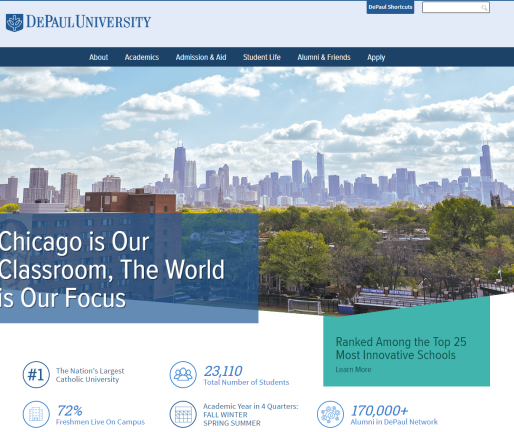 DePaul Shortcuts
DEPAUL UNIVERSITY
About Academics Admission & Aid Student Life Alumni & Friends Apply
Chicago is Our
Classroom, The World
is Our Focus
Ranked Among the Top 25
Most Innovative Schools
Learn More
#1
The Nation's Largest
Catholic University
23,110
Total Number of Students
72%
Freshmen Live On Campus
Academic Year in 4 Quarters:
FALL WINTER
SPRING SUMMER
170,000+
Alumni in DePaul Network